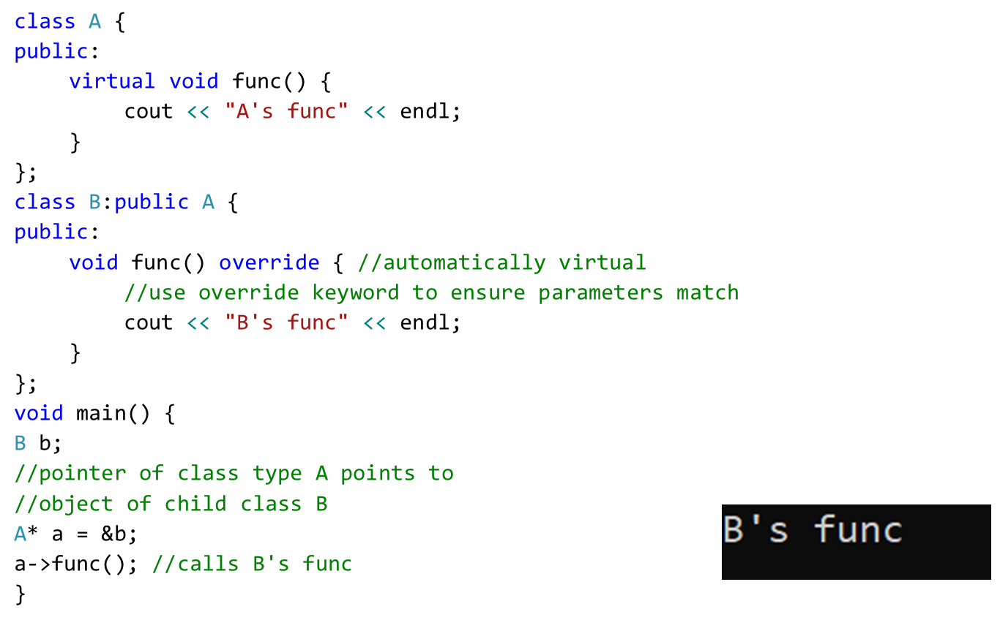 class A {
public:
virtual void func() {
cout << "A's func" << endl;
}
};
class B:public A {
public:
void func() override { //automatically virtual
//use override keyword to ensure parameters match
cout << "B's func" << endl;
}
};
void main() {
B b;
//pointer of class type A points to
//object of child class B
A* a = &b;
a->func(); //calls B's func
}
B's func